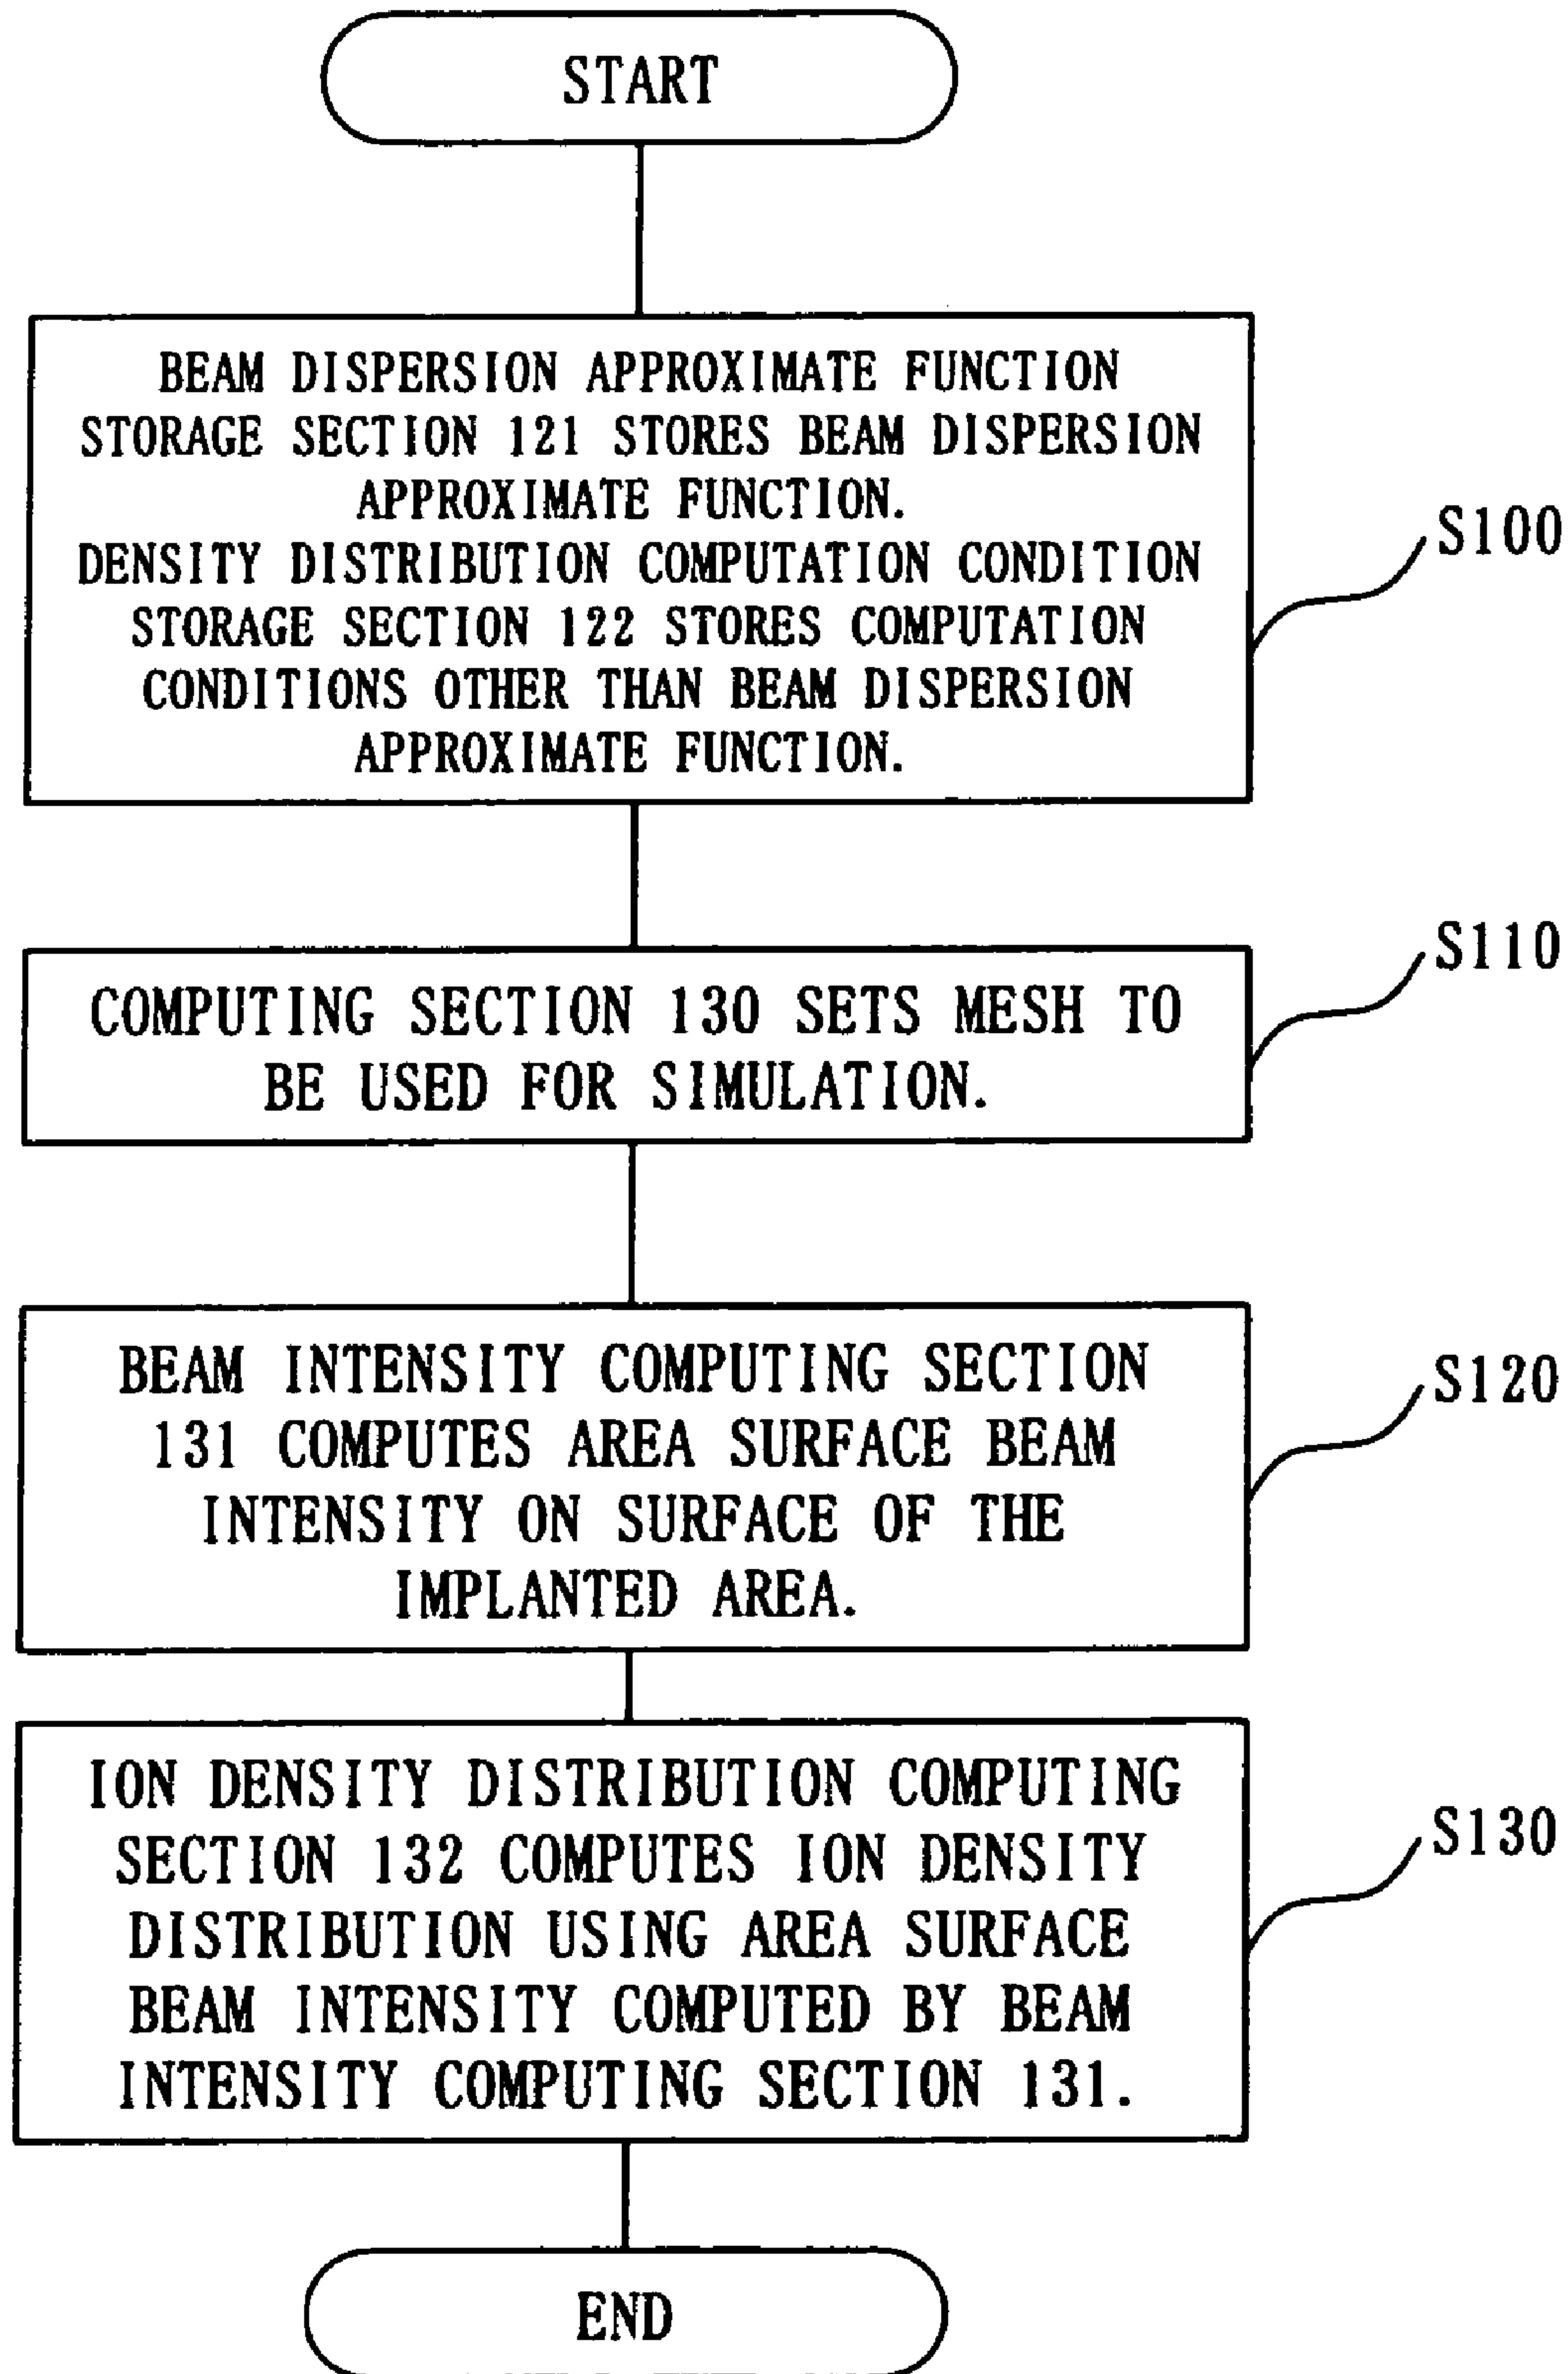 START
BEAM DISPERSION APPROXIMATE FUNCTION
STORAGE SECTION 121 STORES BEAM DISPERSION
APPROXIMATE FUNCTION.
DENSITY DISTRIBUTION COMPUTATION CONDITION
STORAGE SECTION 122 STORES COMPUTATION
CONDITIONS OTHER THAN BEAM DISPERSION
APPROXIMATE FUNCTION.
S100
COMPUTING SECTION 130 SETS MESH TO
BE USED FOR SIMULATION.
S110
BEAM INTENSITY COMPUTING SECTION
131 COMPUTES AREA SURFACE BEAM
INTENSITY ON SURFACE OF THE
IMPLANTED AREA.
S120
ION DENSITY DISTRIBUTION COMPUTING
SECTION 132 COMPUTES ION DENSITY
DISTRIBUTION USING AREA SURFACE
BEAM INTENSITY COMPUTED BY BEAM
INTENSITY COMPUTING SECTION 131.
S130
END